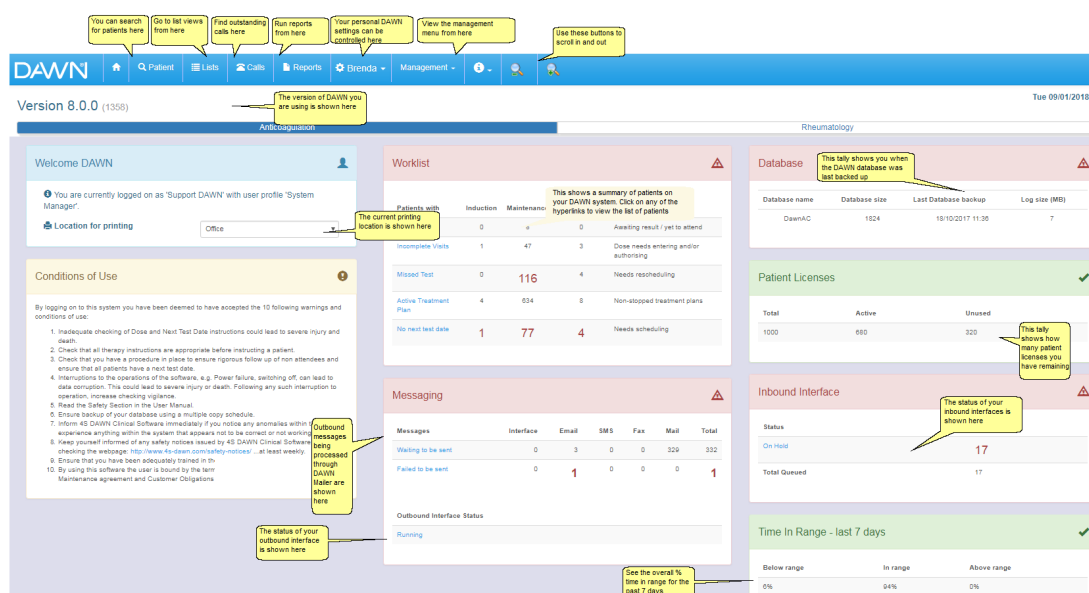 You can search
for patients here
Go to list views
from here
Find outstanding
calls here
Run reports
from here
Your personal DAWN
settings can be
controlled here
View the management
menu from here
Use these buttons to
scroll in and out
DAWN Patient Lists Calls Reports Brenda Management
Version 8.0.0 (1358)
The version of DAWN you
are using is shown here
Tue 09/01/2018
Anticoagulation Rheumatology
Welcome DAWN
You are currently logged on as 'Support DAWN' with user profile 'System
Manager'.
Location for printing Office
The current printing
location is shown here
Conditions of Use
By logging on to this system you have been deemed to have accepted the 10 following warnings and
conditions of use:
1. Inadequate checking of Dose and Next Test Date instructions could lead to severe injury and
death.
2. Check that all therapy instructions are appropriate before instructing a patient.
3. Check that you have a procedure in place to ensure rigorous follow up of non attendees and
ensure that all patients have a next test date.
4. Interruptions to the operations of the software, e.g. Power failure, switching off, can lead to
data corruption. This could lead to severe injury or death. Following any such interruption to
operation, increase checking vigilance.
5. Read the Safety Section in the User Manual.
6. Ensure backup of your database using a multiple copy schedule.
7. Inform 4S DAWN Clinical Software immediately if you notice any anomalies within
experience anything within the system that appears not to be correct or not working
8. Keep yourself informed of any safety notices issued by 4S DAWN Clinical Software
checking the webpage: http://www.4s-dawn.com/safety-notices/ ...at least weekly.
9. Ensure that you have been adequately trained in
10. By using this software the user is bound by the
Maintenance agreement and Customer Obligations
Outbound
messages
being
processed
through
DAWN
Mailer are
shown
here
The status of your
outbound interface
is shown here
Worklist
This shows a summary of patients on
your DAWN system. Click on any of the
hyperlinks to view the list of patients
Patients with Induction Maintenance
0 0 Awaiting result / yet to attend
Incomplete Visits 1 47 3 Dose needs entering and/or
authorising
Missed Test 0 116 4 Needs rescheduling
Active Treatment
Plan 4 634 8 Non-stopped treatment plans
No next test date 1 77 4 Needs scheduling
Messaging
Messages Interface Email SMS Fax Mail Total
Waiting to be sent 0 3 0 0 329 332
Failed to be sent 0 1 0 0 0 1
Outbound Interface Status
Running
See the overall %
time in range for the
past 7 days
Database
This tally shows you when
the DAWN database was
last backed up
Database name Database size Last Database backup Log size (MB)
DawnAC 1824 18/10/2017 11:36 7
Patient Licenses
Total Active Unused
1000 680 320
This tally
shows how
many patient
licenses you
have remaining
Inbound Interface
The status of your
inbound interfaces is
shown here
Status
On Hold 17
Total Queued 17
Time In Range - last 7 days
Below range In range Above range
6% 94% 0%